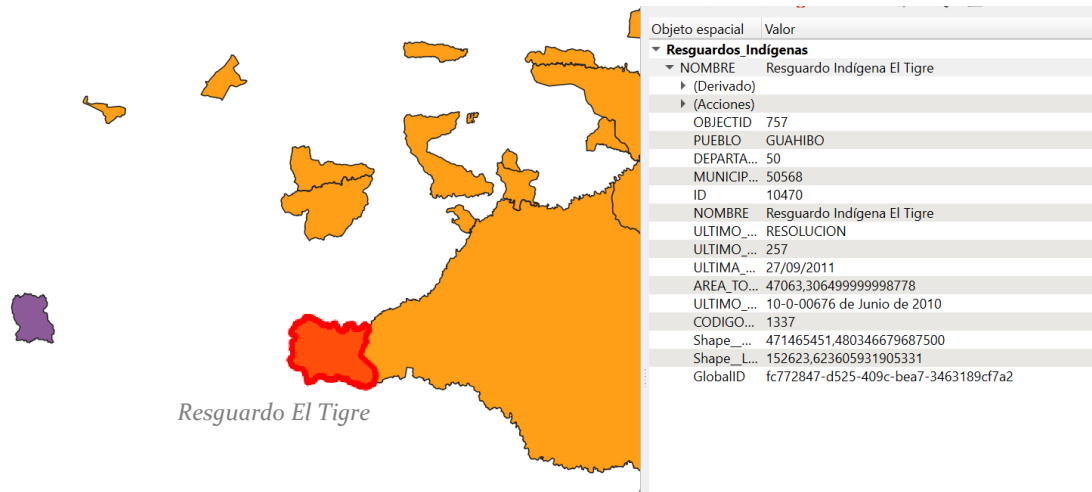 Objeto espacial Valor
Resguardos_Indígenas
NOMBRE Resguardo Indígena El Tigre
(Derivado)
(Acciones)
OBJECTID 757
PUEBLO GUAHIBO
DEPARTA... 50
MUNICIP... 50568
ID 10470
NOMBRE Resguardo Indígena El Tigre
ULTIMO_... RESOLUCION
ULTIMO_... 257
ULTIMA_... 27/09/2011
AREA_TO... 47063,306499999998778
ULTIMO_... 10-0-00676 de Junio de 2010
CODIGO... 1337
Shape__... 471465451,480346679687500
Shape__L... 152623,623605931905331
GlobalID fc772847-d525-409c-bea7-3463189cf7a2
Resguardo El Tigre